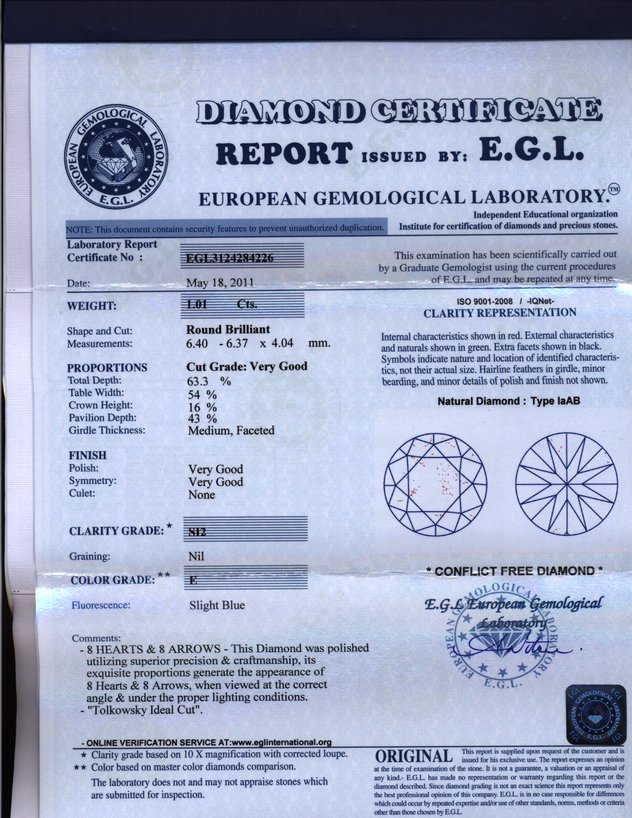 DIAMOND CERTIFICATE
REPORT ISSUED BY: E.G.L.
EUROPEAN GEMOLOGICAL LABORATORY.™
EUROPEAN GEMOLOGICAL LABORATORY
E.G.L.
Independent Educational organization
Institute for certification of diamonds and precious stones.
NOTE: This document contains security features to prevent unauthorized duplication.
Laboratory Report
Certificate No : EGL3124284226
Date: May 18, 2011
This examination has been scientifically carried out
by a Graduate Gemologist using the current procedures
of E.G.L. and may be repeated at any time.
WEIGHT: 1.01 Cts.
Shape and Cut: Round Brilliant
Measurements: 6.40 - 6.37 x 4.04 mm.
PROPORTIONS Cut Grade: Very Good
Total Depth: 63.3 %
Table Width: 54 %
Crown Height: 16 %
Pavilion Depth: 43 %
Girdle Thickness: Medium, Faceted
FINISH
Polish: Very Good
Symmetry: Very Good
Culet: None
CLARITY GRADE:* SI2
Graining: Nil
COLOR GRADE:** E
Fluorescence: Slight Blue
ISO 9001-2008 / -IQNet-
CLARITY REPRESENTATION
Internal characteristics shown in red. External characteristics
and naturals shown in green. Extra facets shown in black.
Symbols indicate nature and location of identified characteris-
tics, not their actual size. Hairline feathers in girdle, minor
bearding, and minor details of polish and finish not shown.
Natural Diamond : Type IaAB
* CONFLICT FREE DIAMOND *
E.G.L European Gemological
Laboratory
EUROPEAN GEMOLOGICAL LABORATORY
E.G.L.
Comments:
- 8 HEARTS & 8 ARROWS - This Diamond was polished
utilizing superior precision & craftmanship, its
exquisite proportions generate the appearance of
8 Hearts & 8 Arrows, when viewed at the correct
angle & under the proper lighting conditions.
- "Tolkowsky Ideal Cut".
- ONLINE VERIFICATION SERVICE AT:www.eglinternational.org
* Clarity grade based on 10 X magnification with corrected loupe.
** Color based on master color diamonds comparison.
The laboratory does not and may not appraise stones which
are submitted for inspection.
ORIGINAL This report is supplied upon request of the customer and is
issued for his exclusive use. The report expresses an opinion
at the time of examination. It is not a guarantee, a valuation or an appraisal of
any kind.- E.G.L. has made no representation or warranty regarding this report or the
diamond described. Since diamond grading is not an exact science this report represents only
the best professional opinion of this company. E.G.L. is in no case responsible for differences
which could occur by repeated expertise and/or use of other standards, norms, methods or criteria
other than those chosen by E.G.L.